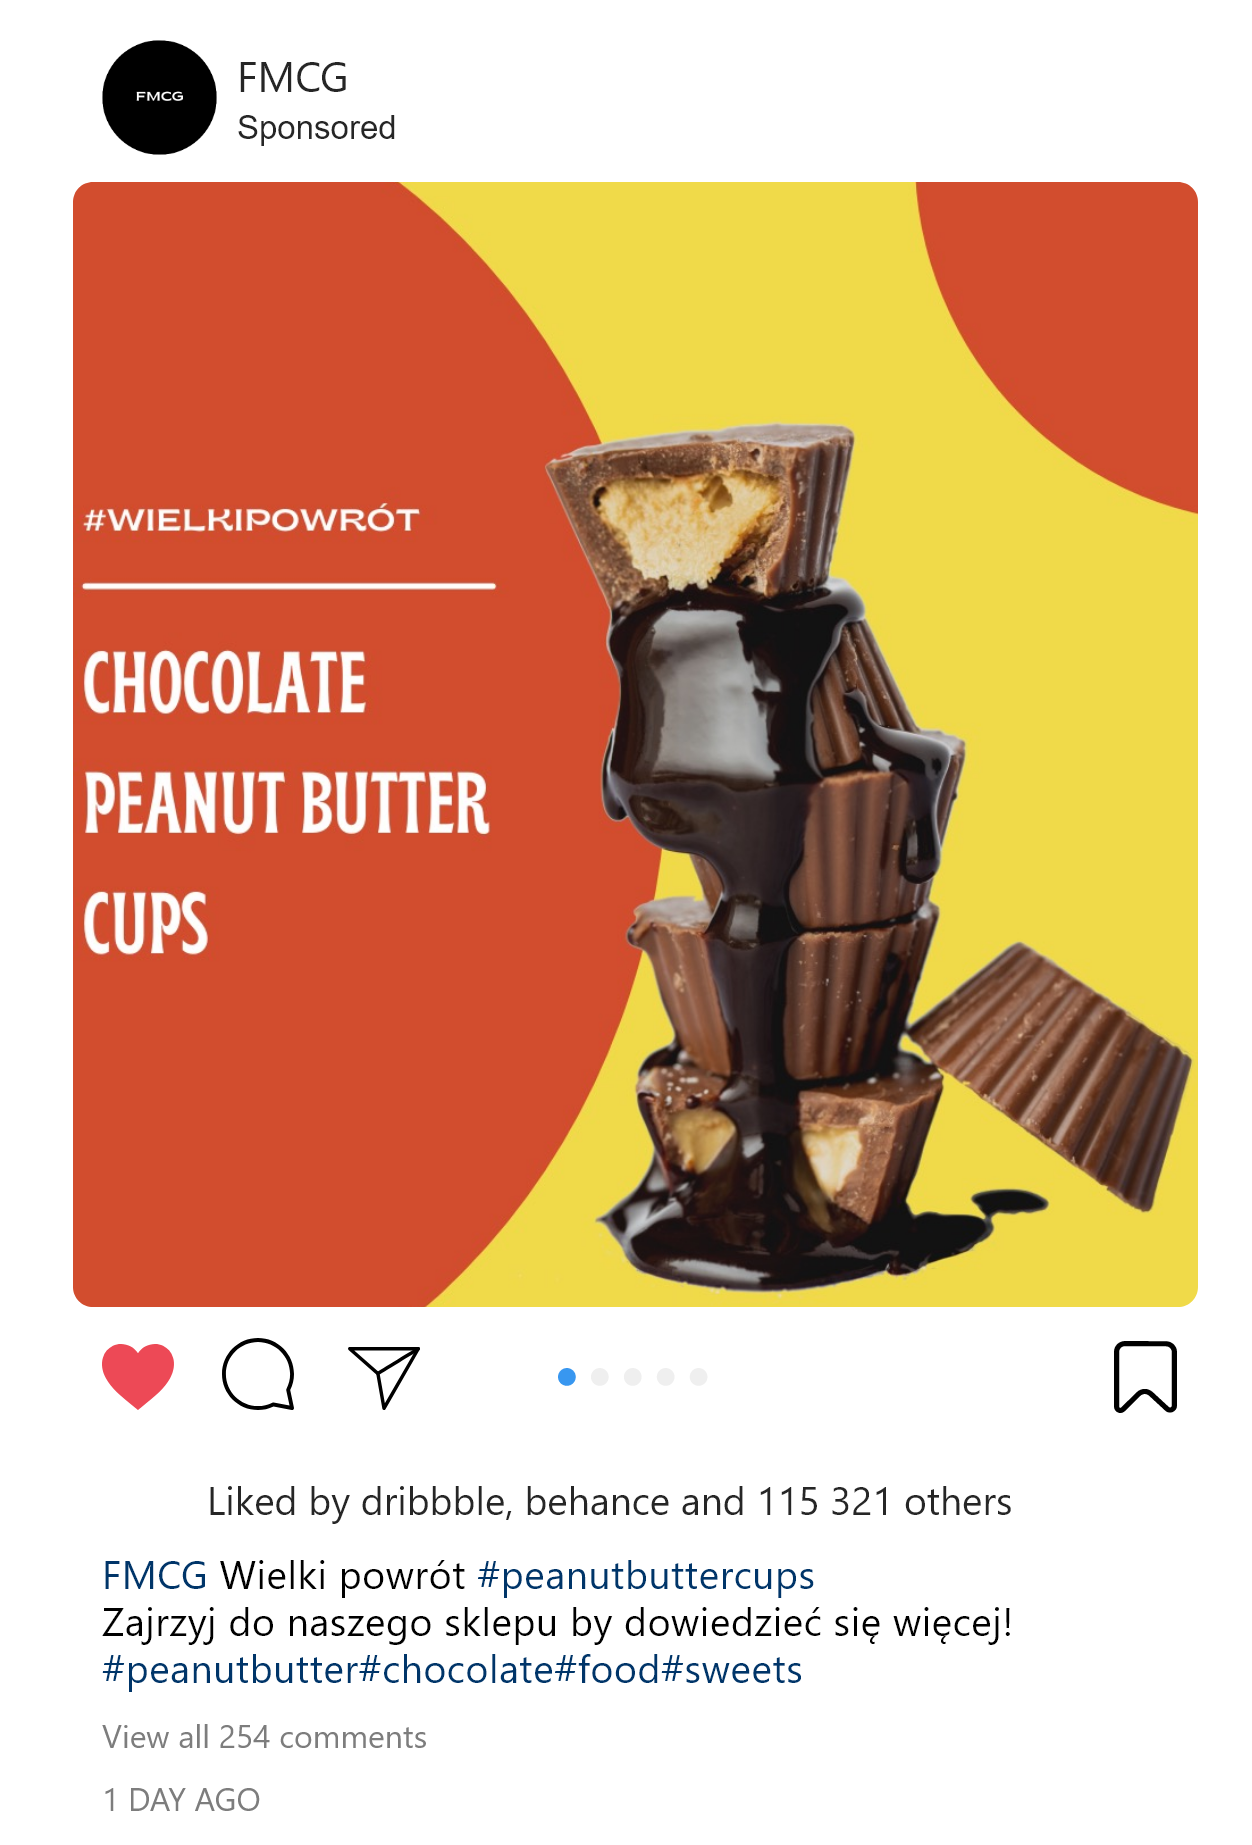 FMCG
FMCG
Sponsored
#WIELKIPOWRÓT
CHOCOLATE
PEANUT BUTTER
CUPS
Liked by dribbble, behance and 115 321 others
FMCG Wielki powrót #peanutbuttercups
Zajrzyj do naszego sklepu by dowiedzieć się więcej!
#peanutbutter#chocolate#food#sweets
View all 254 comments
1 DAY AGO